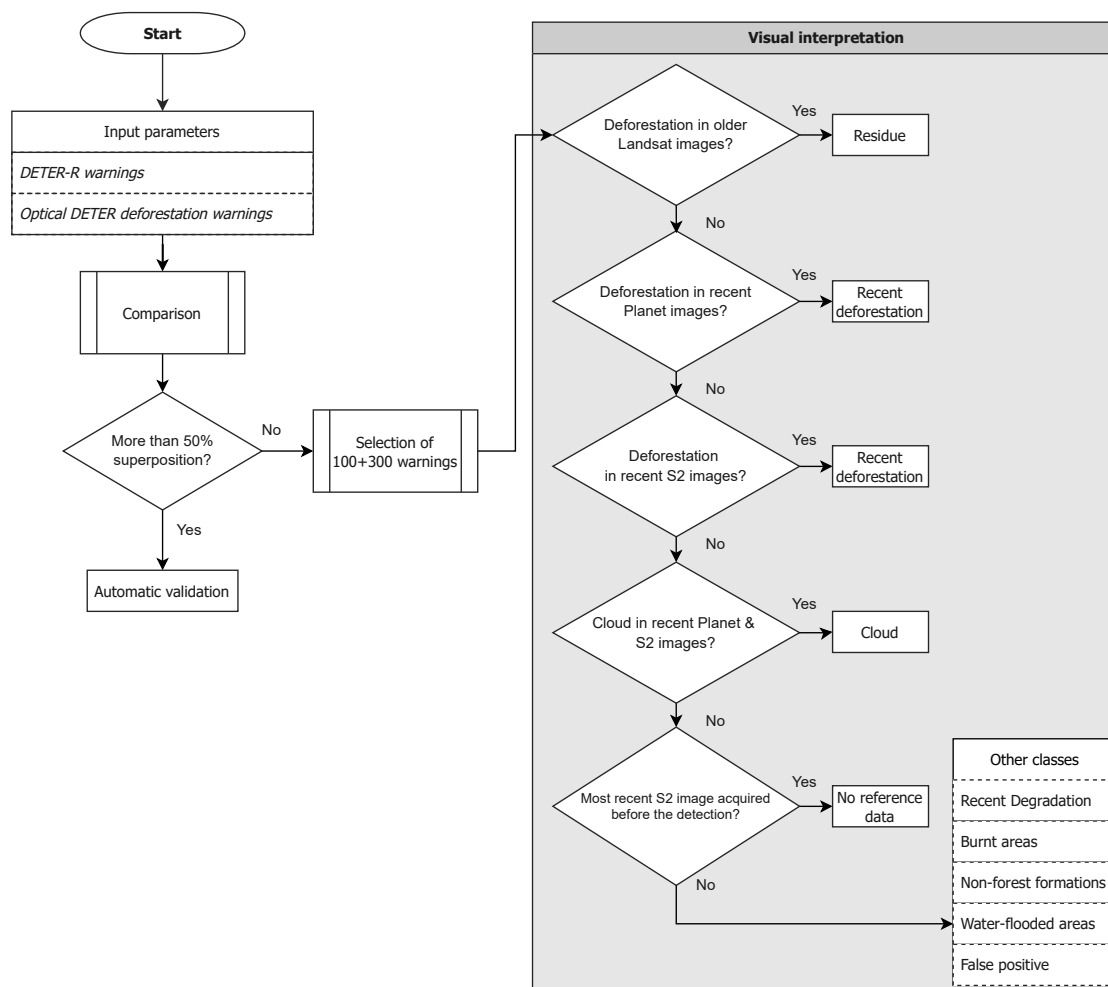 Start
Input parameters
DETER-R warnings
Optical DETER deforestation warnings
Comparison
More than 50%
superposition?
No
Yes
Automatic validation
Selection of
100+300 warnings
Visual interpretation
Deforestation in older
Landsat images?
Yes
Residue
No
Deforestation in recent
Planet images?
Yes
Recent
deforestation
No
Deforestation
in recent S2 images?
Yes
Recent
deforestation
No
Cloud in recent Planet &
S2 images?
Yes
Cloud
No
Most recent S2 image acquired
before the detection?
Yes
No reference
data
No
Other classes
Recent Degradation
Burnt areas
Non-forest formations
Water-flooded areas
False positive